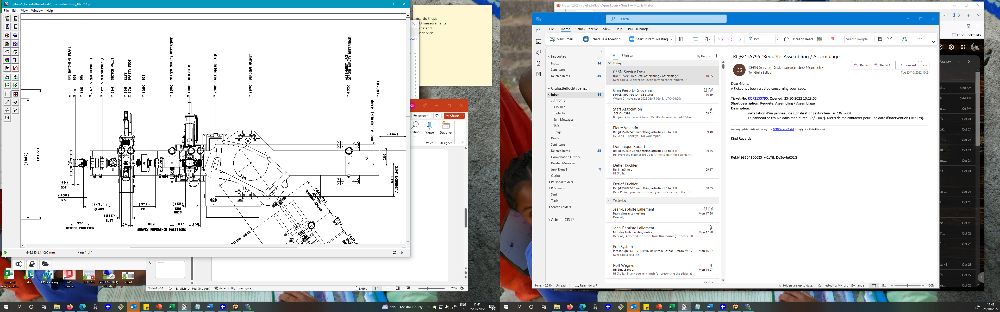 C:\Users\gbellodi\Downloads\previewdraft9696_jlfb0157.plt
File Edit View Window Help
RFQ MATCHING PLANE
88 BCT
195 BPM
347.5 QUADRUPOLE 1
527.5 QUADRUPOLE 2
694 SECTOR VALVE
906 SLIT
970 SAFETY FOOT
1200 BCT
1650 GIRDER SURVEY REFERENCE
1936 SEM GRID
2360 ALIGNMENT JACK
2930 BENDING MAGNET
4520 ALIGNMENT JACK
GIRDER SURVEY REFERENCE
(5010)
300 ALIGNMENT JACK
(445)
200
540
ALIGNMENT JACK
(1850)
(2107)
234°
(40)
BCT
(108)
BPM
(443.1)
QUADS
(372)
BCT
(155)
SEM
GRID
(216)
SLIT
320
GIRDER POSITION
150 669 311 150
SURVEY REFERENCE POSITIONS
(626.05)
ADAPTOR
CHAMBER 970/67
(372)
BCT
(407.
3530
646.650, 841.000 mm
Page 1 of 1
0
ricardo thesis
D measurements
st stand
e service
Record
Share
Editing
Dictate
Designer
Voice
Designer
6
Slide 4 of 6
English (United Kingdom)
Accessibility: Investigate
Notes
71%
Copy of
ABP_restart...
doc
MSlicensing
DWG
TrueVie...
hol2015
PCBE16729(1)
- Shortcut
chart
11°C Mostly cloudy
ENG
US
11:41
25/10/2022
20
Inbox (5,003) - giulia.bellodi@gmail.com - Gmail — Mozilla Firefox
Search
File Home Send / Receive View Help PDF-XChange
New Email
Schedule a Meeting
Start Instant Meeting
TSO
Unread/ Read
Search People
Favorites
Inbox 14
Sent Items
Deleted Items 35
Giulia.Bellodi@cern.ch
Inbox 14
ADS2017
ICIS2017
mobility
Sent Messages
TSO
Uniqa
Drafts
Sent Items
Deleted Items 35
Conversation History
Deleted Messages
Junk E-mail [7]
Outbox
Personal folders
RSS Feeds
Sent
Trash
Search Folders
Admin ICIS17
All Unread
By Date
Today
CERN Service Desk
RQF2155795 "Requête: Assembling / Assemblage" 10:25
Dear Giulia, A ticket has been created concerning your
Gian Piero Di Giovanni
L4/PSB MPC #92 (L4/PSB Status) 10:19
When: 01 November 2022 08:45-09:45. (UTC+01:00)
Staff Association
ECHO n°394 09:51
Bonjour à toutes et à tous, Veuillez trouver ci-joint l'Echo
Pierre Valentin
RE: [YETS2022-23 smoothing activities] L3 to LEIR 09:48
Hello all, Thank you for your replies.
Dominique Bodart
RE: [YETS2022-23 smoothing activities] L3 to LEIR 09:35
Hi, From the magnet group it is fine to get those elements
Detlef Kuchler
Re: linac3 web 09:17
Hi Giulia,
Detlef Kuchler
Re: [YETS2022-23 smoothing activities] L3 to LEIR 08:55
Dear Pierre, you have now many more elements of the ITL
Yesterday
Jean-Baptiste Lallement
Beam dynamics meeting Mon 17:50
Dear All,
Jean-Baptiste Lallement
Monday Tech. meeting notes Mon 17:20
Dear All, Attached the notes from this morning. Cheers, JB
Edh System
Please sign EDH/LVRQ (9468841) from Gaspar Ricardo MO... Mon 16:37
Dear Giulia BELLODI,
Rolf Wegner
RE: Linac3 report Mon 14:07
Hi Giulia, Thank you very much for presenting the slides at
RQF2155795 "Requête: Assembling / Assemblage"
CS
CERN Service Desk <service-desk@cern.ch>
To Giulia Bellodi
Reply
Reply All
Forward
Tue 25/10/2022 10:24
Dear Giulia,
A ticket has been created concerning your issue.
Ticket No: RQF2155795, Opened: 25-10-2022 10:23:55
Short description: Requête: Assembling / Assemblage
Description:
installation d'un panneau de signalisation (extincteur) au 10/R-001.
Le panneau se trouve dans mon bureau (6/1-007). Merci de me contacter pour une date d'intervention (162179).
You may update this ticket through the CERN Service Portal, or reply directly to this email.
Kind Regards
Ref:MSG104166635_w2LTiLrDe3eyJgK61G
Items: 40,290 Unread: 14 Reminders: 7
All folders are up to date. Connected to: Microsoft Exchange
100%
Other Bookmarks
of 33,439
8:58 AM
6:44 AM
11:06 PM
Oct 24
Oct 24
Oct 24
Oct 24
Oct 24
Oct 24
Oct 24
Oct 23
Oct 23
Oct 23
Oct 23
Oct 23
Oct 22
Oct 22
11:41
25/10/2022